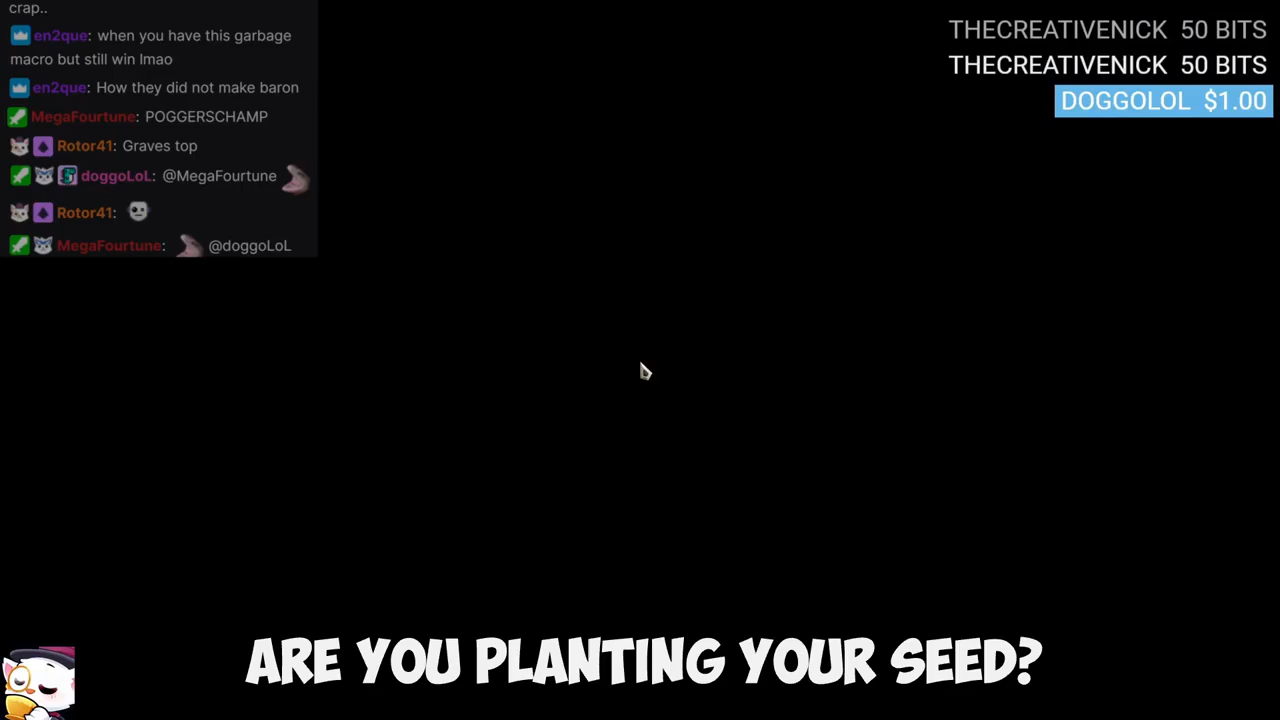 crap..
en2que: when you have this garbage
macro but still win lmao
en2que: How they did not make baron
MegaFourtune: POGGERSCHAMP
Rotor41: Graves top
doggoLoL: @MegaFourtune
Rotor41:
MegaFourtune: @doggoLoL
THECREATIVENICK 50 BITS
THECREATIVENICK 50 BITS
DOGGOLOL $1.00
ARE YOU PLANTING YOUR SEED?